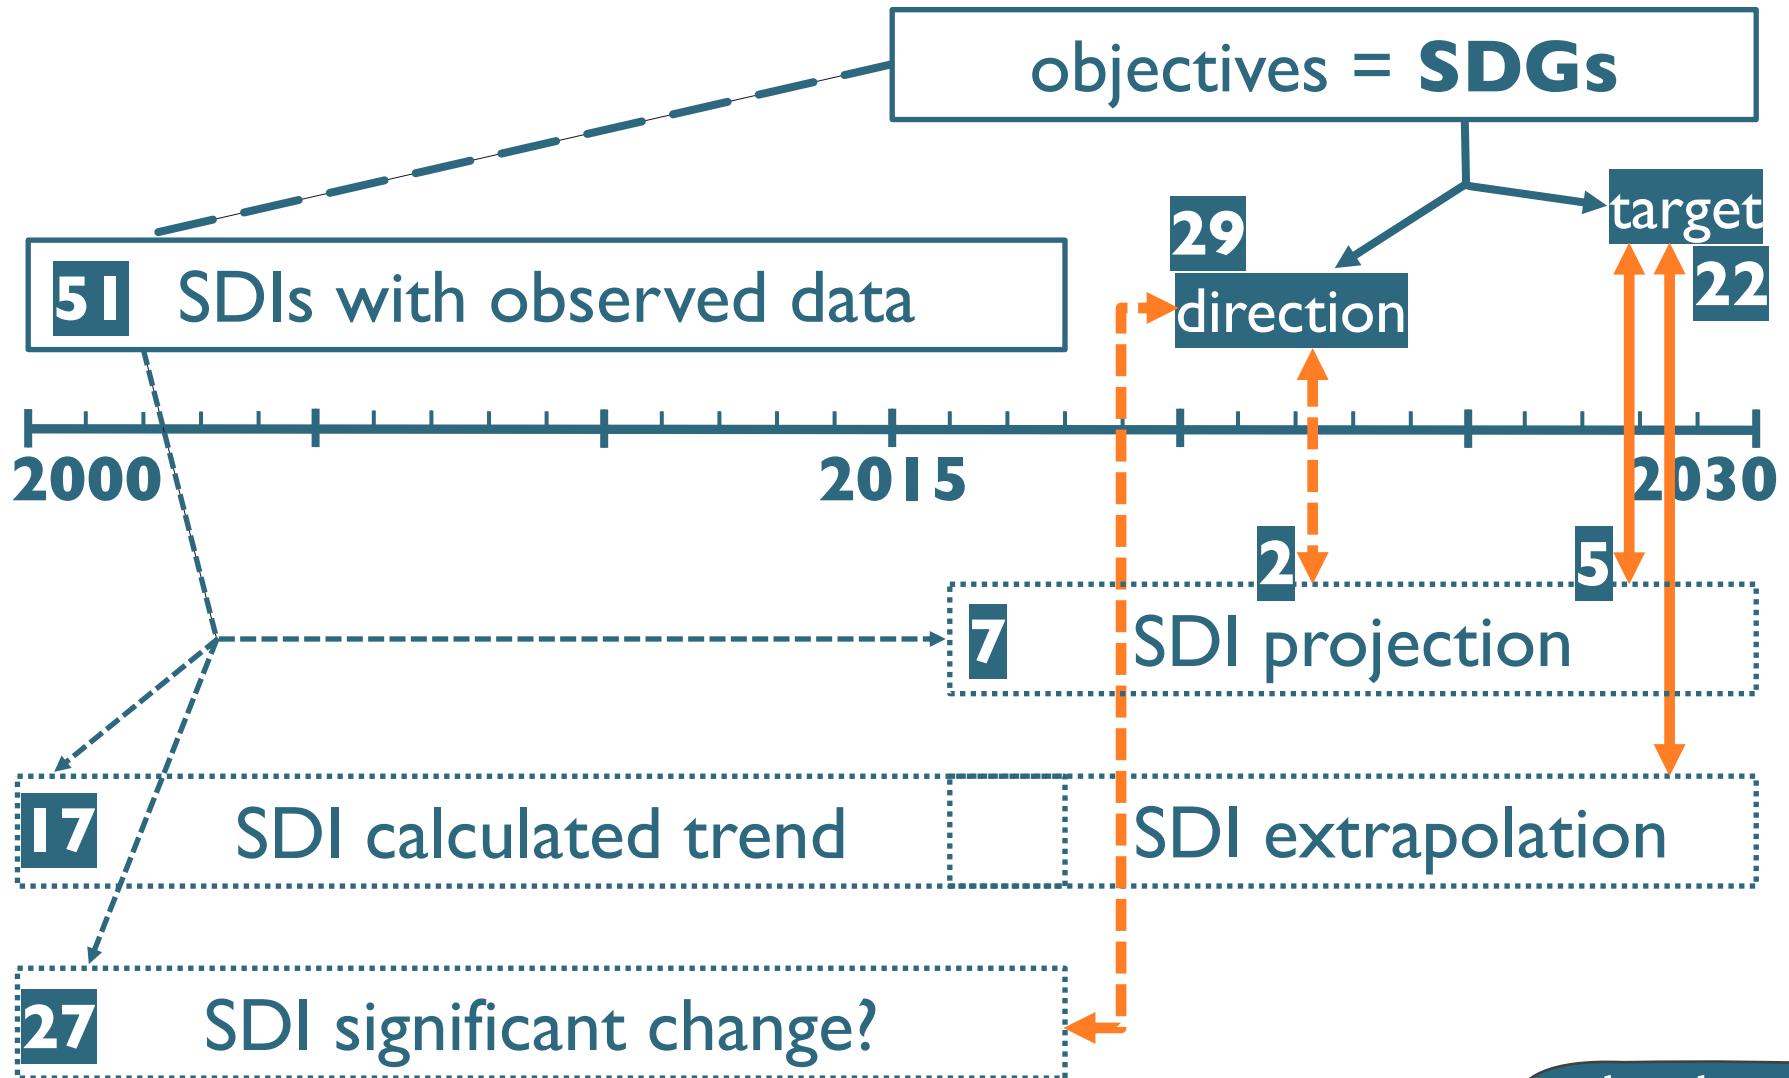 objectives = SDGs
target
29
22
51 SDIs with observed data
direction
2000 2015 2030
2 5
7 SDI projection
17 SDI calculated trend SDI extrapolation
27 SDI significant change?